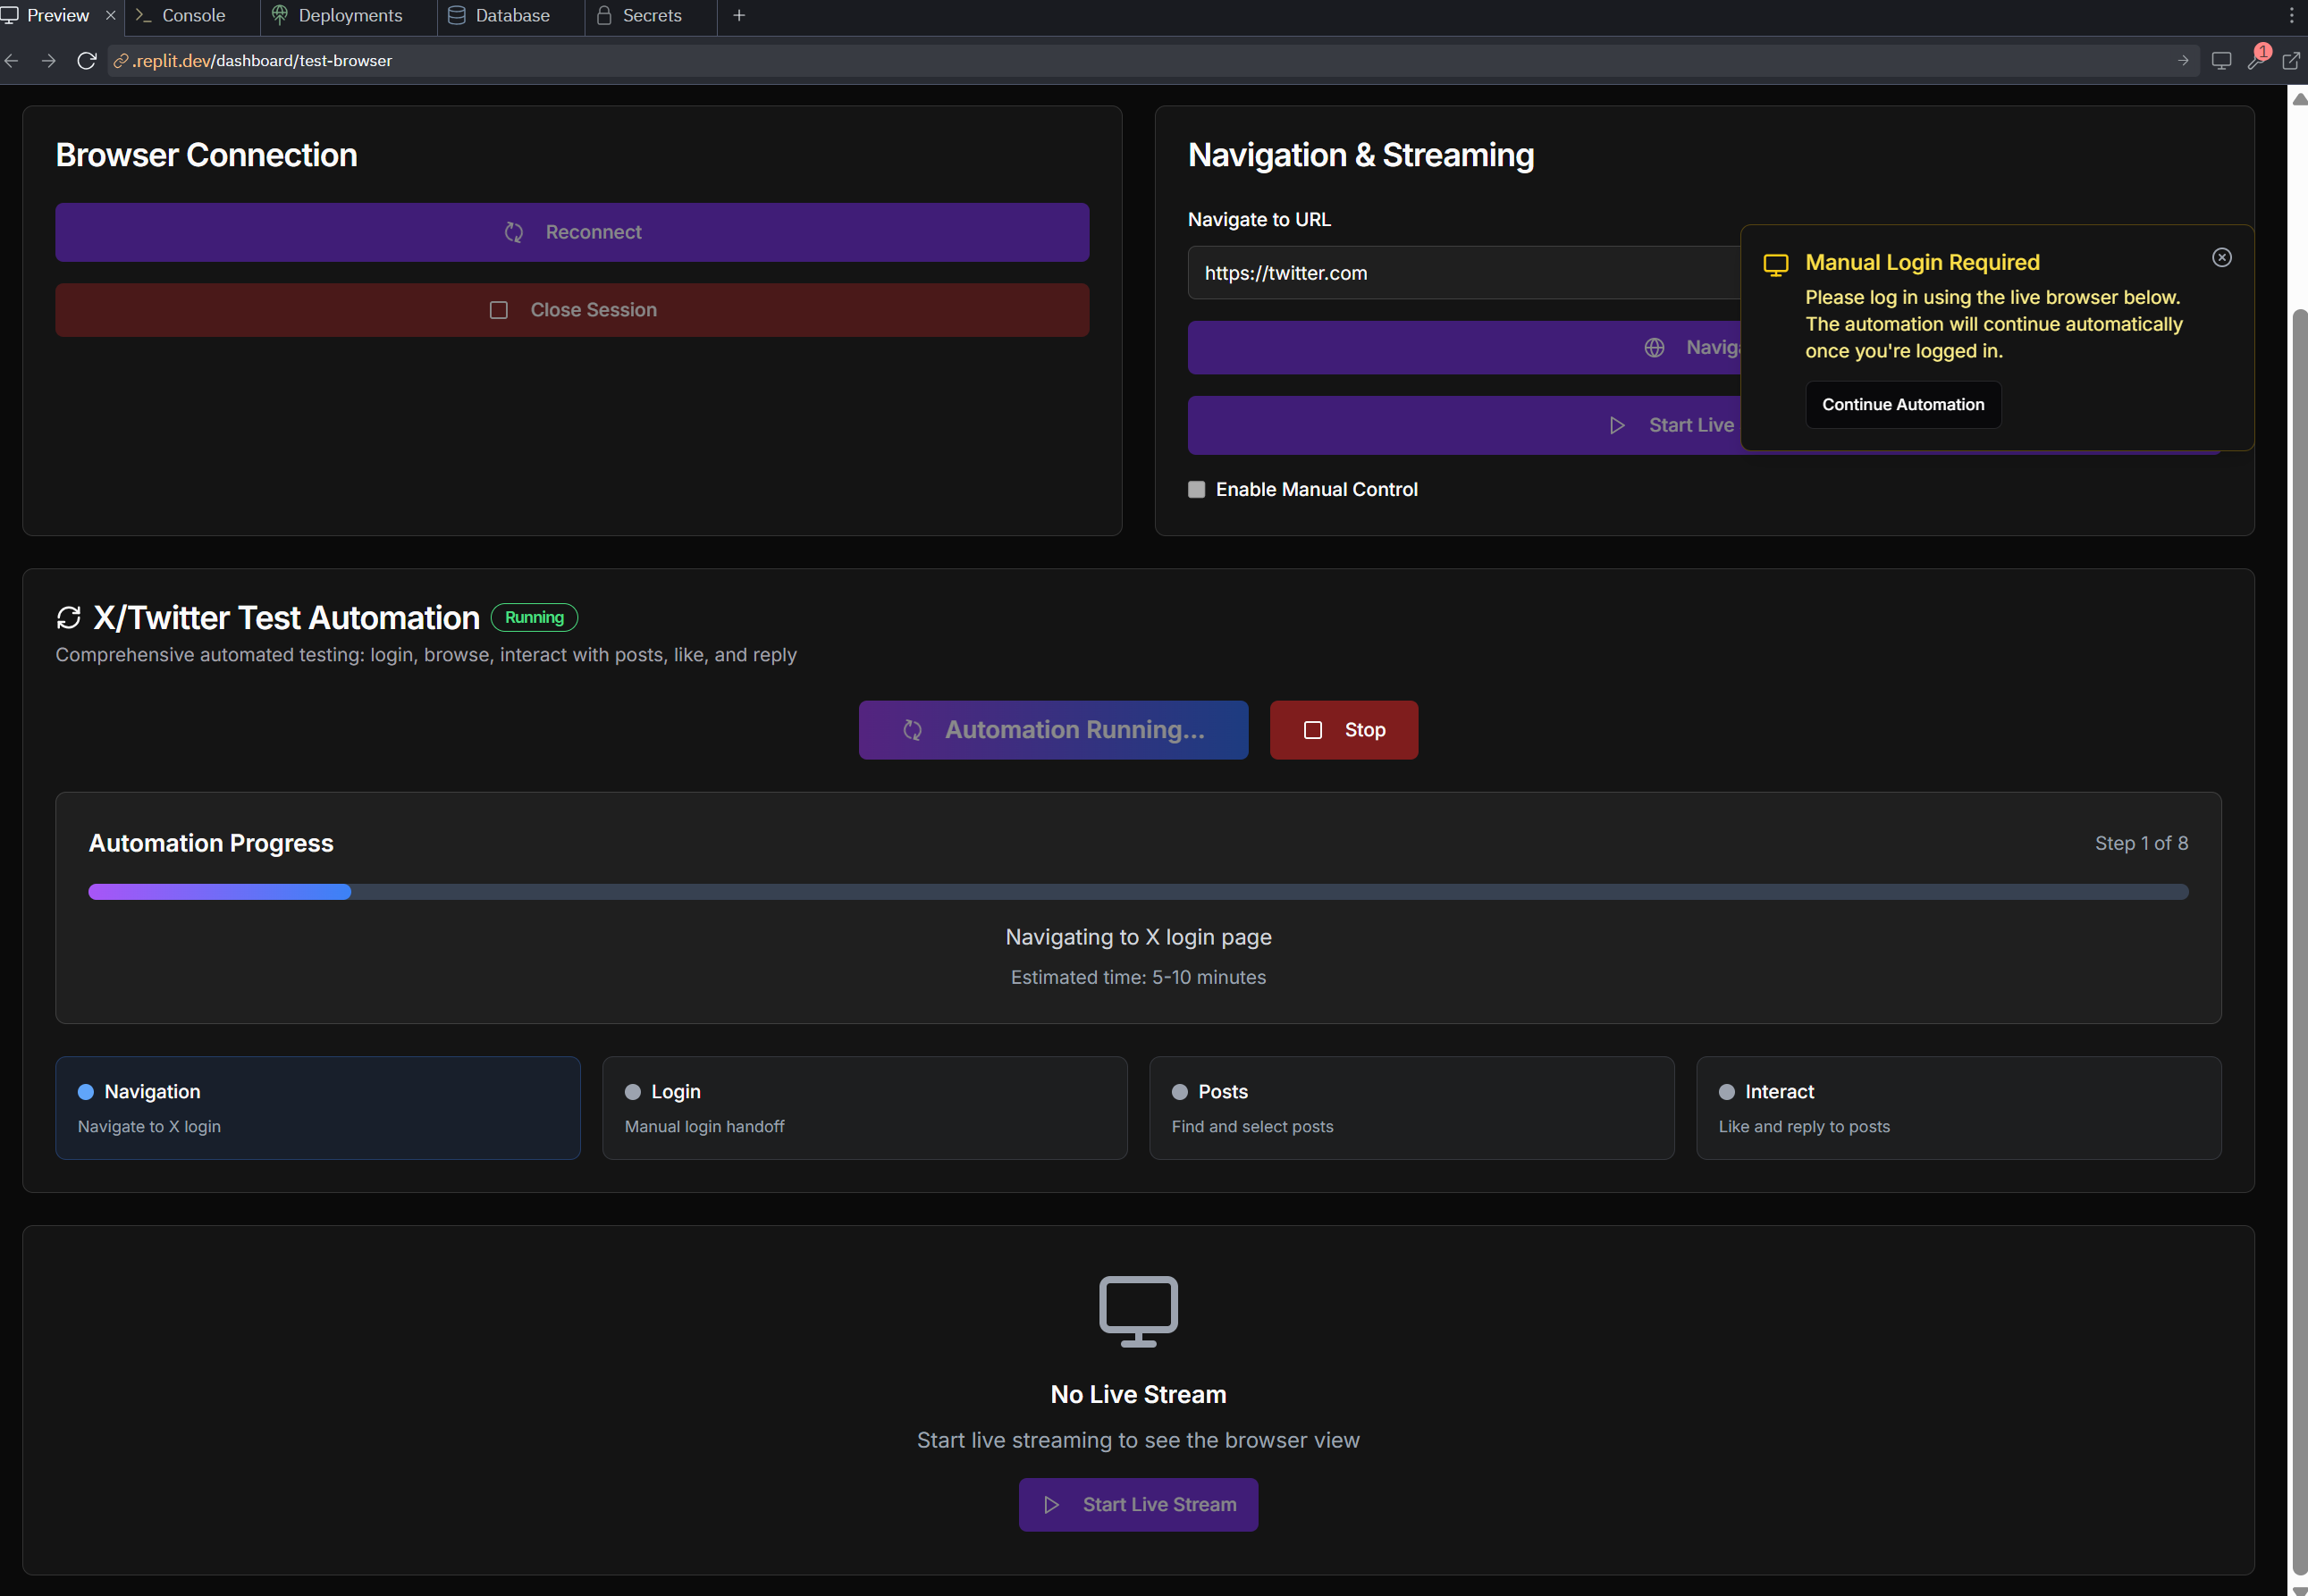 Preview
Console
Deployments
Database
Secrets
.replit.dev/dashboard/test-browser
1
Browser Connection
Reconnect
Close Session
Navigation & Streaming
Navigate to URL
https://twitter.com
Start Live
Enable Manual Control
Manual Login Required
Please log in using the live browser below.
The automation will continue automatically
once you're logged in.
Continue Automation
X/Twitter Test Automation
Running
Comprehensive automated testing: login, browse, interact with posts, like, and reply
Automation Running...
Stop
Automation Progress
Step 1 of 8
Navigating to X login page
Estimated time: 5-10 minutes
Navigation
Navigate to X login
Login
Manual login handoff
Posts
Find and select posts
Interact
Like and reply to posts
No Live Stream
Start live streaming to see the browser view
Start Live Stream